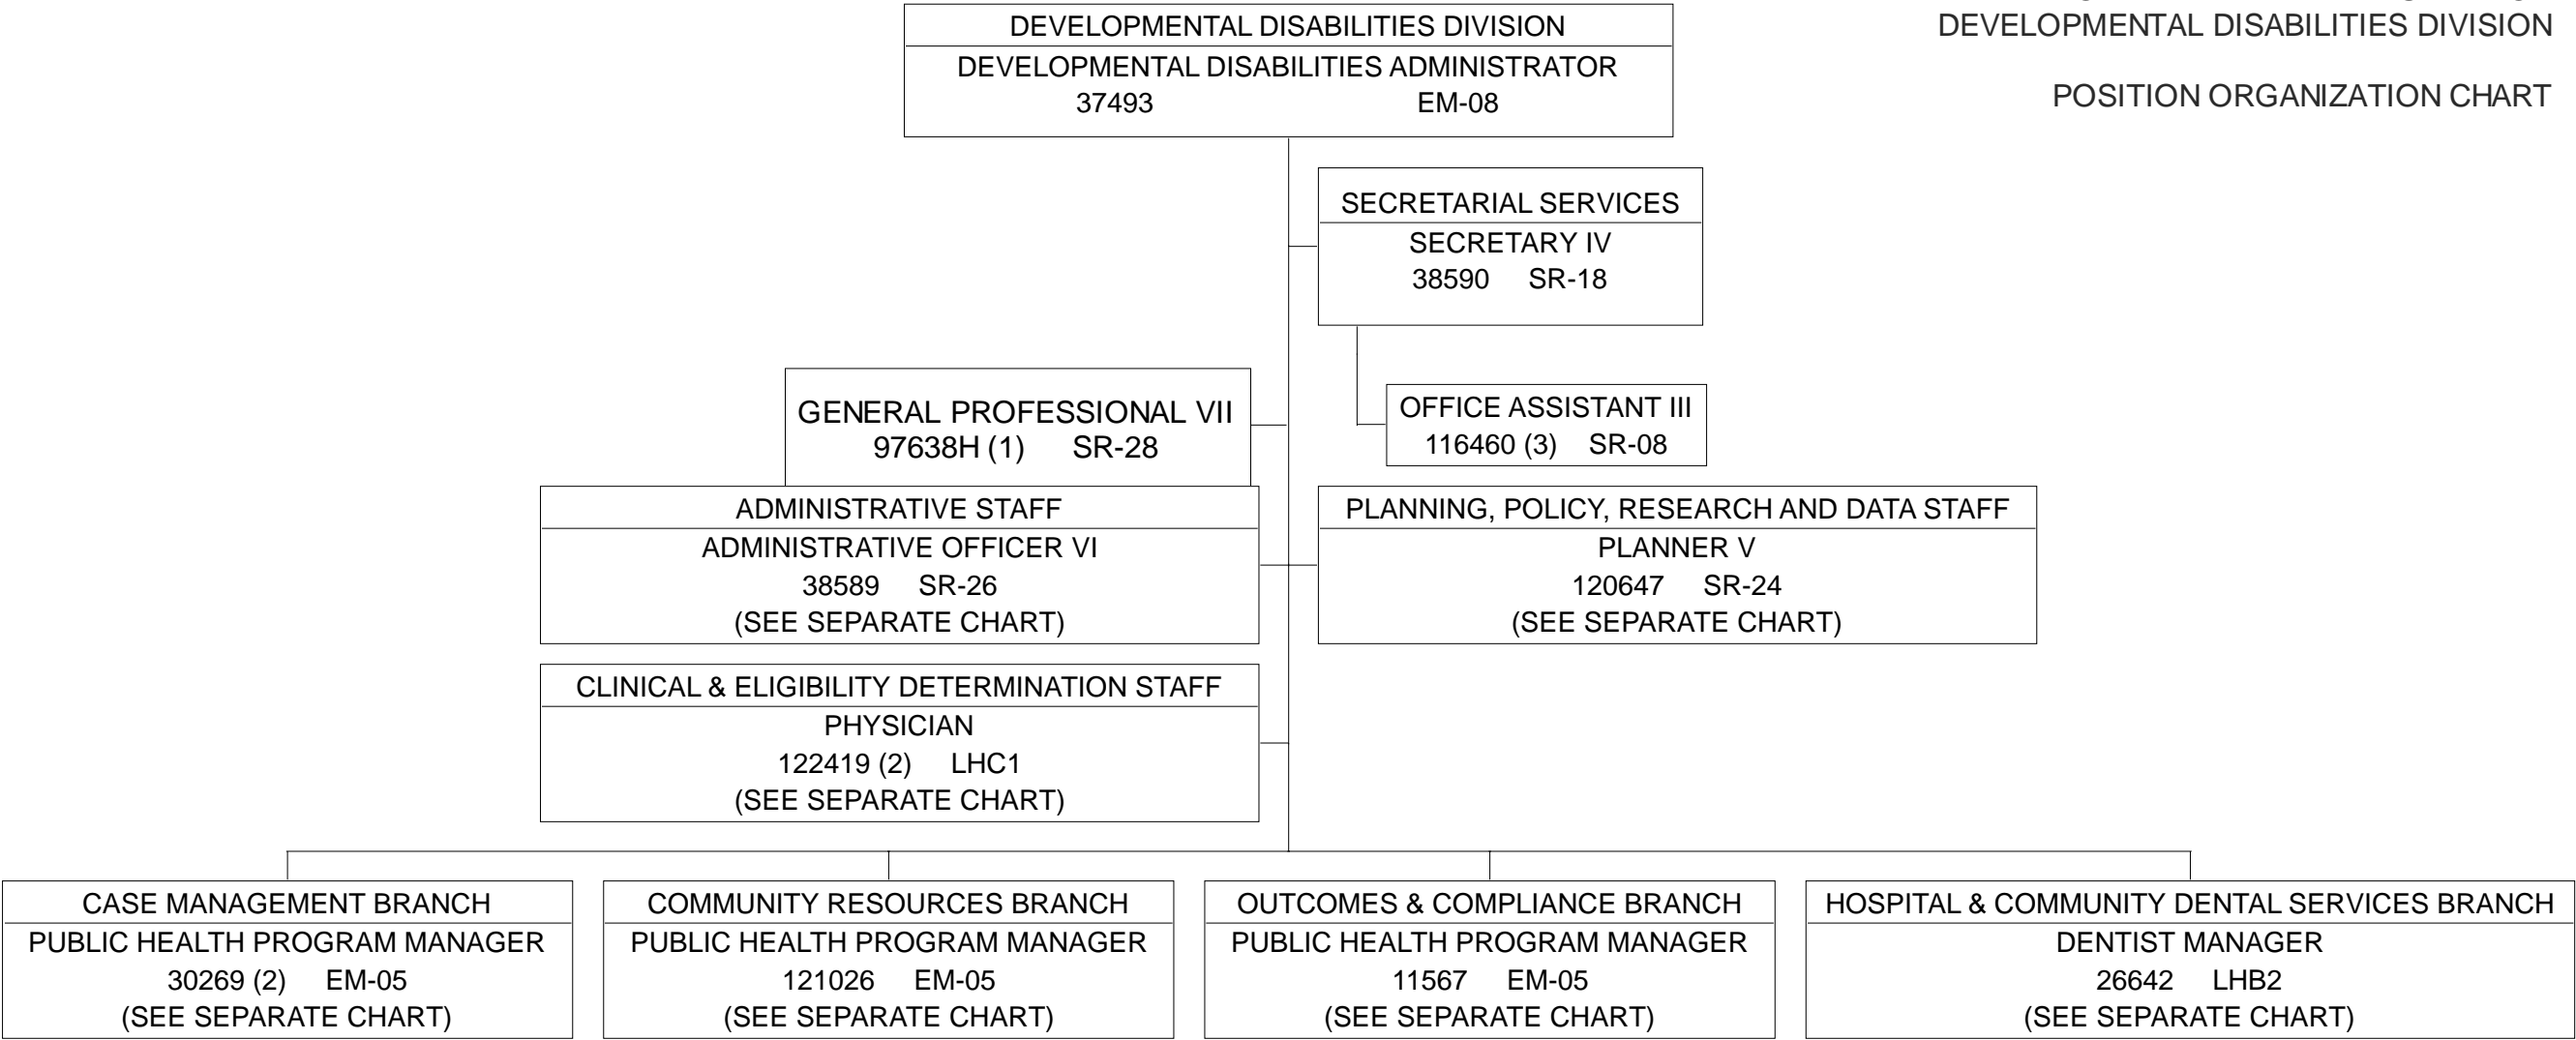 DEVELOPMENTAL DISABILITIES DIVISION
POSITION ORGANIZATION CHART
DEVELOPMENTAL DISABILITIES DIVISION
DEVELOPMENTAL DISABILITIES ADMINISTRATOR
37493 EM-08
SECRETARIAL SERVICES
SECRETARY IV
38590 SR-18
OFFICE ASSISTANT III
116460 (3) SR-08
GENERAL PROFESSIONAL VII
97638H (1) SR-28
ADMINISTRATIVE STAFF
ADMINISTRATIVE OFFICER VI
38589 SR-26
(SEE SEPARATE CHART)
PLANNING, POLICY, RESEARCH AND DATA STAFF
PLANNER V
120647 SR-24
(SEE SEPARATE CHART)
CLINICAL & ELIGIBILITY DETERMINATION STAFF
PHYSICIAN
122419 (2) LHC1
(SEE SEPARATE CHART)
CASE MANAGEMENT BRANCH
PUBLIC HEALTH PROGRAM MANAGER
30269 (2) EM-05
(SEE SEPARATE CHART)
COMMUNITY RESOURCES BRANCH
PUBLIC HEALTH PROGRAM MANAGER
121026 EM-05
(SEE SEPARATE CHART)
OUTCOMES & COMPLIANCE BRANCH
PUBLIC HEALTH PROGRAM MANAGER
11567 EM-05
(SEE SEPARATE CHART)
HOSPITAL & COMMUNITY DENTAL SERVICES BRANCH
DENTIST MANAGER
26642 LHB2
(SEE SEPARATE CHART)